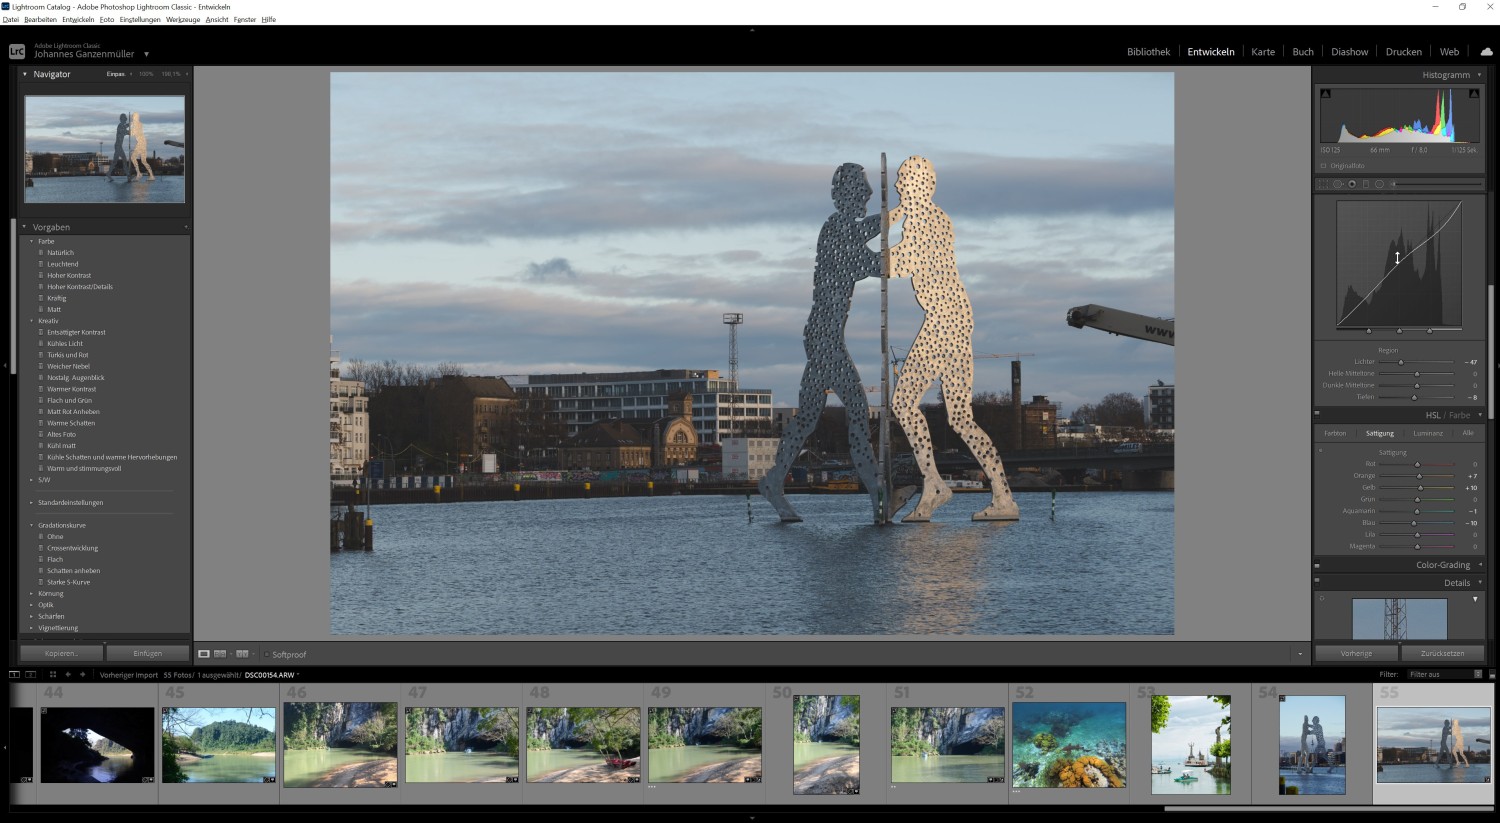 Lightroom Catalog - Adobe Photoshop Lightroom Classic - Entwickeln
Datei Bearbeiten Entwickeln Foto Einstellungen Werkzeuge Ansicht Fenster Hilfe
LrC
Adobe Lightroom Classic
Johannes Ganzenmüller
Bibliothek | Entwickeln | Karte | Buch | Diashow | Drucken | Web
Navigator
Einpas.
100%
Vorgaben
Farbe
Natürlich
Leuchtend
Hoher Kontrast
Hoher Kontrast/Details
Kräftig
Matt
Kreativ
Entsättigter Kontrast
Kühles Licht
Türkis und Rot
Weicher Nebel
Nostalg. Augenblick
Warmer Kontrast
Flach und Grün
Matt Rot Anheben
Warme Schatten
Altes Foto
Kühl matt
Kühle Schatten und warme Hervorhebungen
Warm und stimmungsvoll
S/W
Standardeinstellungen
Gradationskurve
Ohne
Crossentwicklung
Flach
Schatten anheben
Starke S-Kurve
Körnung
Optik
Schärfen
Vignettierung
Kopieren...
Einfügen
WWW
Softproof
Histogramm
ISO 125 66 mm f / 8,0 1/125 Sek.
Originalfoto
Region
Lichter - 47
Helle Mitteltöne 0
Dunkle Mitteltöne 0
Tiefen - 8
HSL / Farbe
Farbton Sättigung Luminanz Alle
Sättigung
Rot 0
Orange + 7
Gelb + 10
Grün 0
Aquamarin - 1
Blau - 10
Lila 0
Magenta 0
Color-Grading
Details
Vorherige
Zurücksetzen
1 2
Vorheriger Import 55 Fotos/ 1 ausgewählt/ DSC00154.ARW
Filter: Filter aus
44 45 46 47 48 49 50 51 52 53 54 55